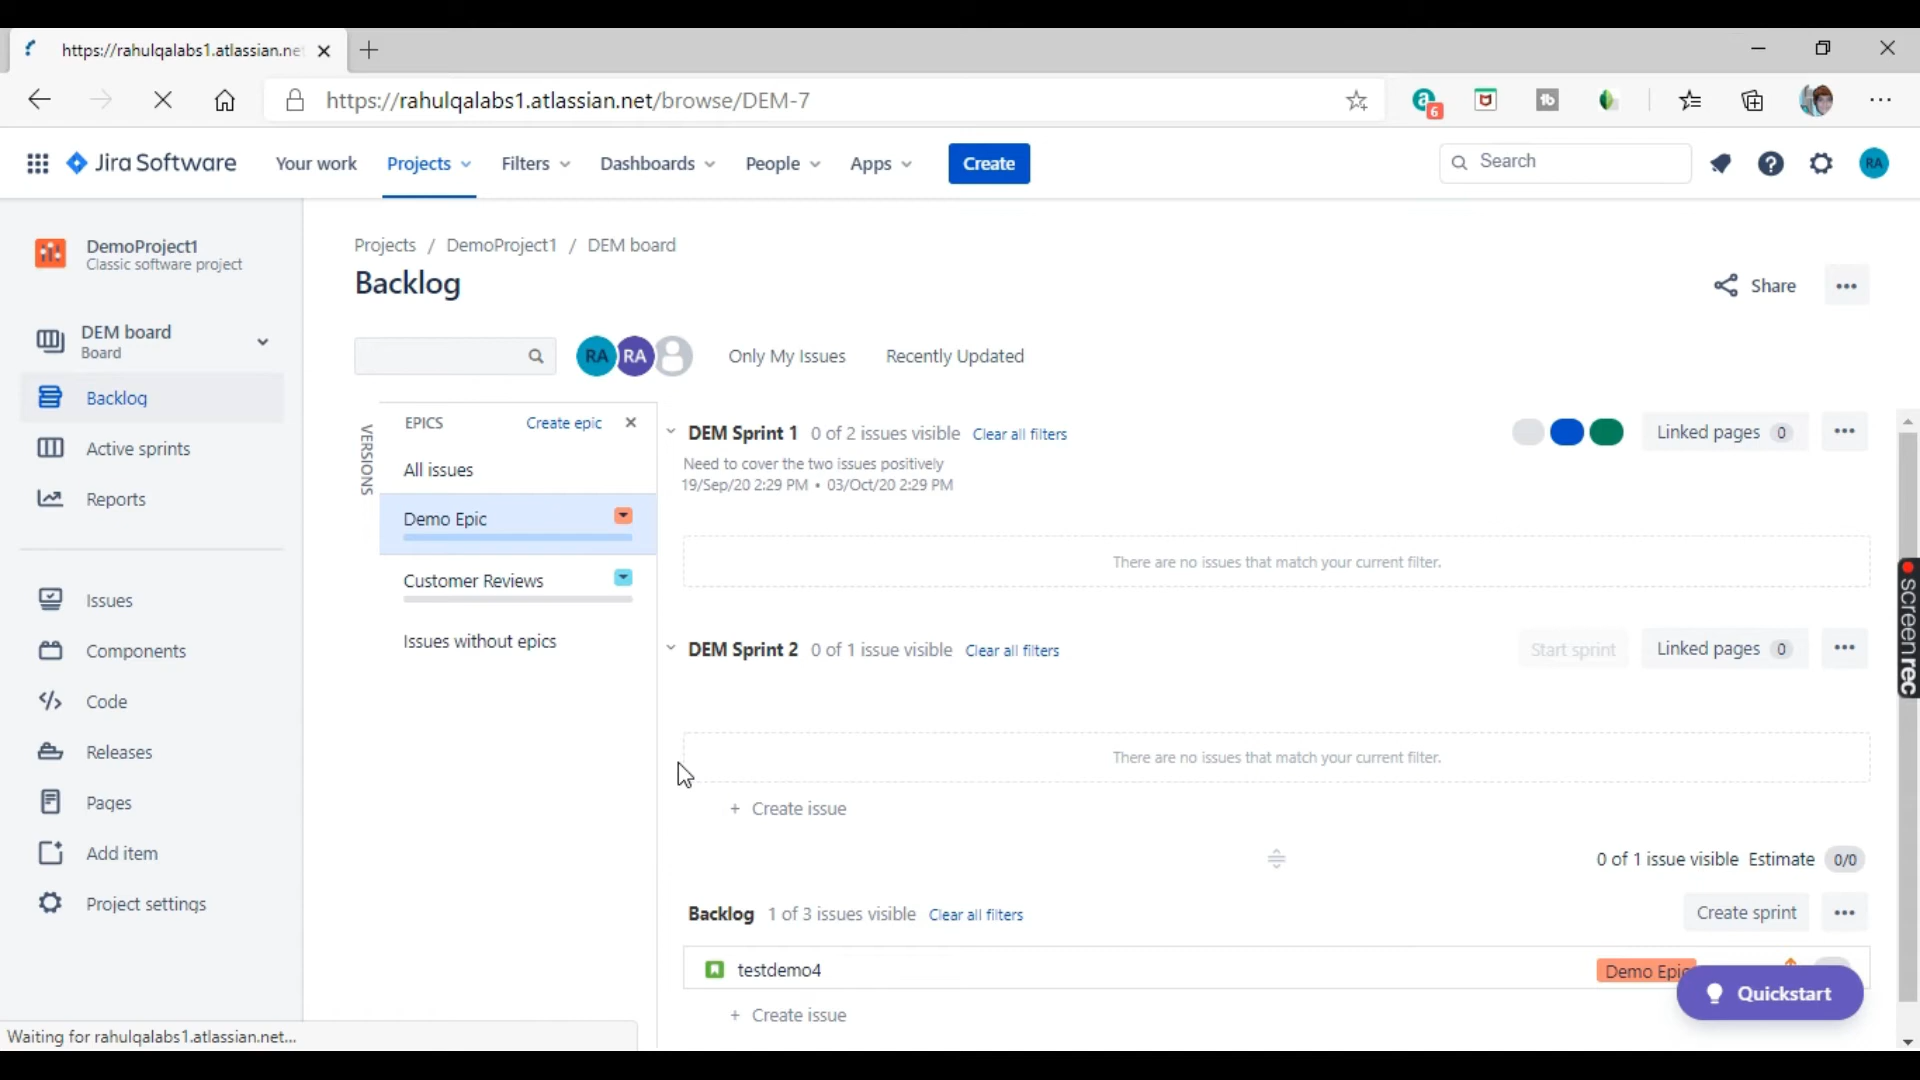 https://rahulqalabs1.atlassian.ne
https://rahulqalabs1.atlassian.net/browse/DEM-7
6
Jira Software
Your work
Projects
Filters
Dashboards
People
Apps
Create
Search
RA
DemoProject1
Classic software project
DEM board
Board
Backlog
Active sprints
Reports
Issues
Components
Code
Releases
Pages
Add item
Project settings
Projects / DemoProject1 / DEM board
Backlog
Share
RA
RA
Only My Issues
Recently Updated
VERSIONS
EPICS
Create epic
All issues
Demo Epic
Customer Reviews
Issues without epics
DEM Sprint 1 0 of 2 issues visible Clear all filters
Linked pages 0
Need to cover the two issues positively
19/Sep/20 2:29 PM • 03/Oct/20 2:29 PM
There are no issues that match your current filter.
DEM Sprint 2 0 of 1 issue visible Clear all filters
Start sprint
Linked pages 0
There are no issues that match your current filter.
+ Create issue
0 of 1 issue visible Estimate 0/0
Backlog 1 of 3 issues visible Clear all filters
Create sprint
testdemo4
Demo Epic
+ Create issue
Quickstart
screenrec
Waiting for rahulqalabs1.atlassian.net...